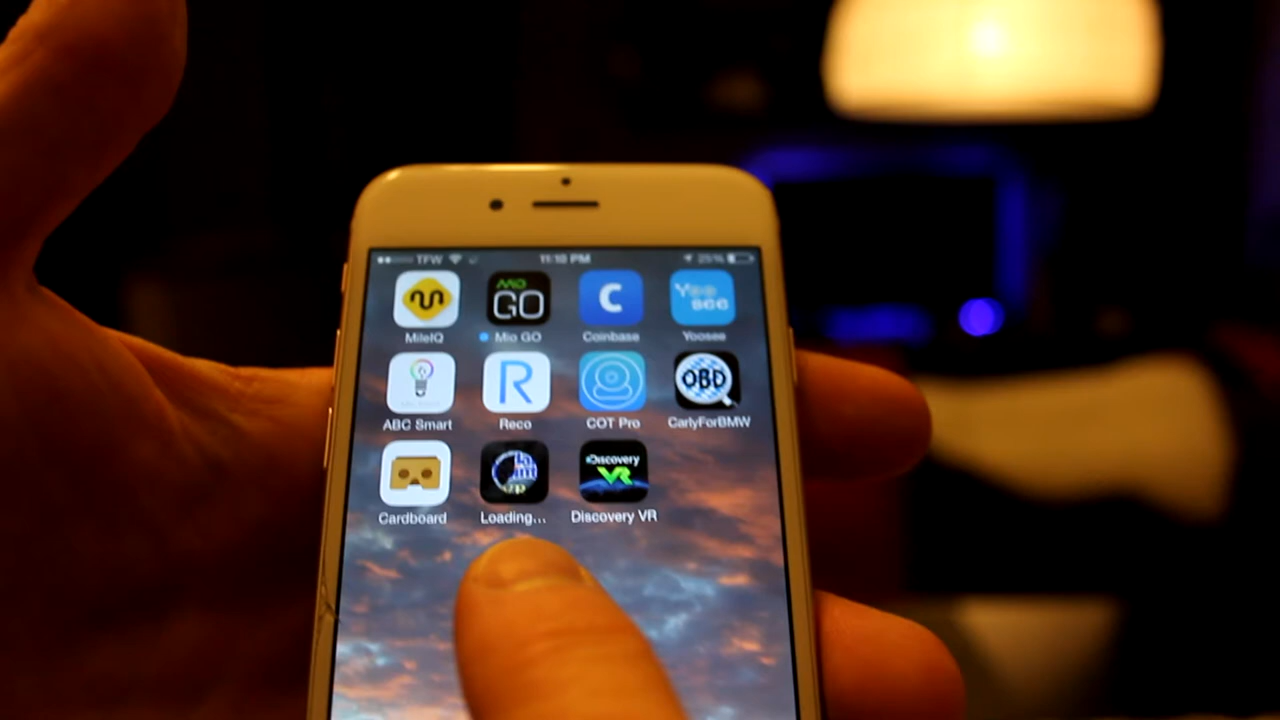 TFW 11:10 PM 25%
MIO GO C Yoosee
MileIQ Mio GO Coinbase Yoosee
R OBD
ABC Smart Reco COT Pro CarlyForBMW
Discovery VR
Cardboard Loading... Discovery VR